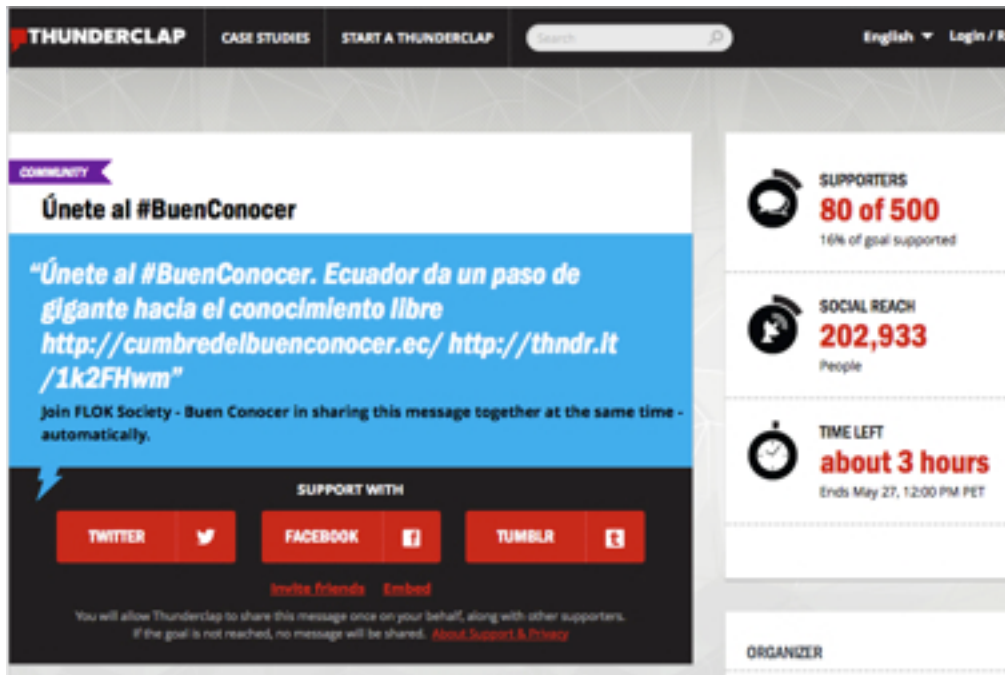 THUNDERCLAP CASE STUDIES START A THUNDERCLAP Search English Login / R
COMMUNITY
Únete al #BuenConocer
“Únete al #BuenConocer. Ecuador da un paso de
gigante hacia el conocimiento libre
http://cumbredelbuenconocer.ec/ http://thndr.it
/1k2FHwm”
Join FLOK Society - Buen Conocer in sharing this message together at the same time -
automatically.
SUPPORT WITH
TWITTER FACEBOOK TUMBLR
Invite friends Embed
You will allow Thunderclap to share this message once on your behalf, along with other supporters.
If the goal is not reached, no message will be shared. About Support & Privacy
SUPPORTERS
80 of 500
16% of goal supported
SOCIAL REACH
202,933
People
TIME LEFT
about 3 hours
Ends May 27, 12:00 PM PET
ORGANIZER